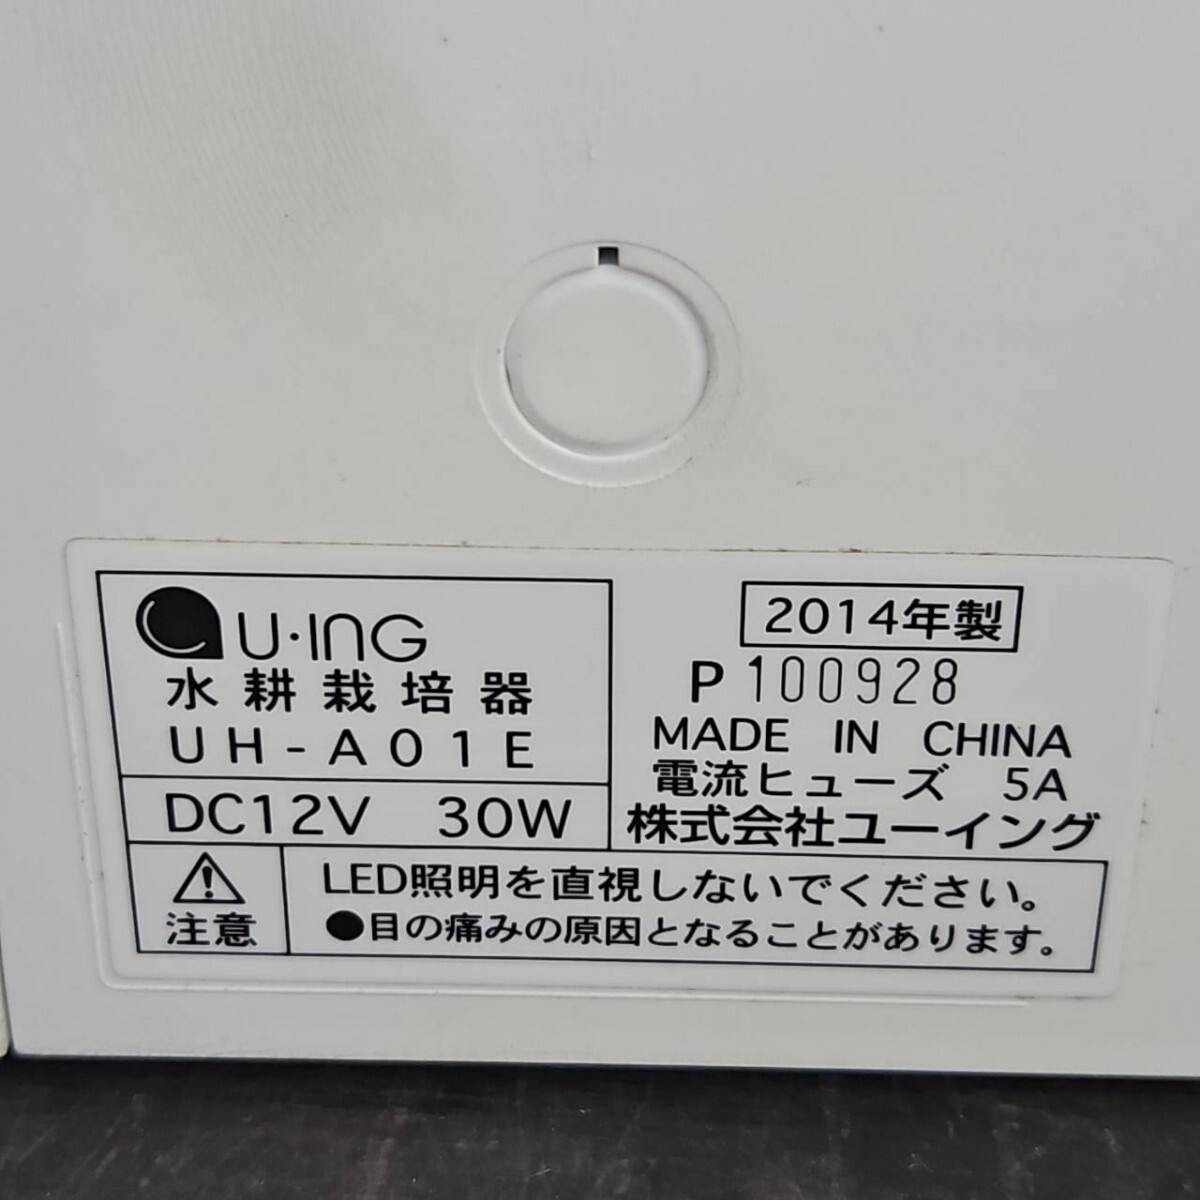 U·ING
水耕栽培器
UH-A01E
DC12V 30W
2014年製
P100928
MADE IN CHINA
電流ヒューズ 5A
株式会社ユーイング
注意
LED照明を直視しないでください。
●目の痛みの原因となることがあります。